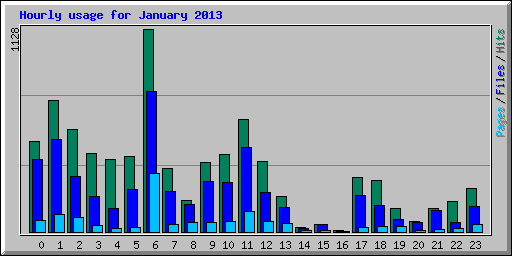 Hourly usage for January 2013
1128
Pages/Files/Hits
0 1 2 3 4 5 6 7 8 9 10 11 12 13 14 15 16 17 18 19 20 21 22 23